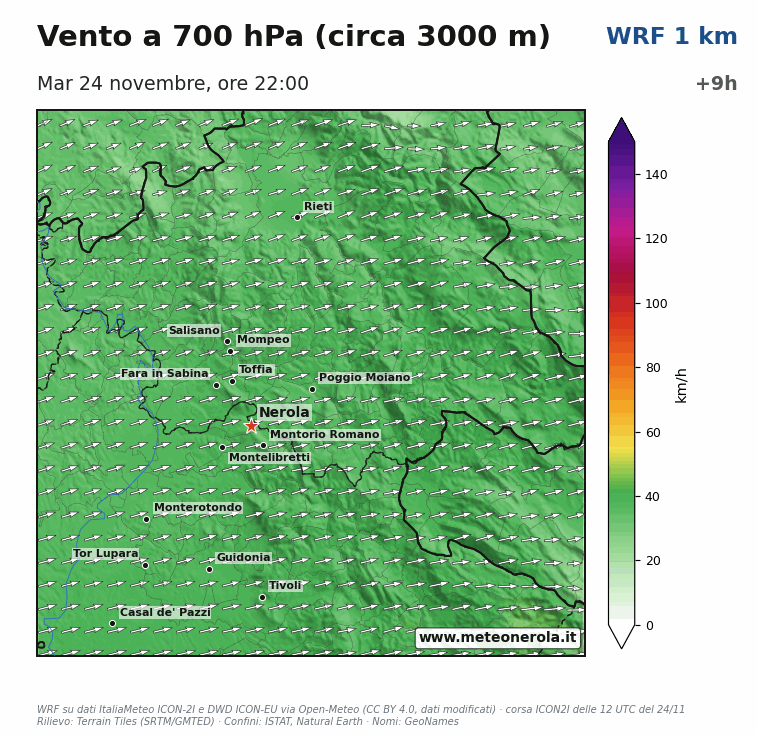 Vento a 700 hPa (circa 3000 m)
WRF 1 km
Mar 24 novembre, ore 22:00
+9h
Rieti
Salisano
Mompeo
Fara in Sabina
Toffia
Poggio Moiano
Nerola
Montorio Romano
Montelibretti
Monterotondo
Tor Lupara
Guidonia
Tivoli
Casal de' Pazzi
www.meteonerola.it
140
120
100
80
60
40
20
0
km/h
WRF su dati ItaliaMeteo ICON-2I e DWD ICON-EU via Open-Meteo (CC BY 4.0, dati modificati) · corsa ICON2I delle 12 UTC del 24/11
Rilievo: Terrain Tiles (SRTM/GMTED) · Confini: ISTAT, Natural Earth · Nomi: GeoNames